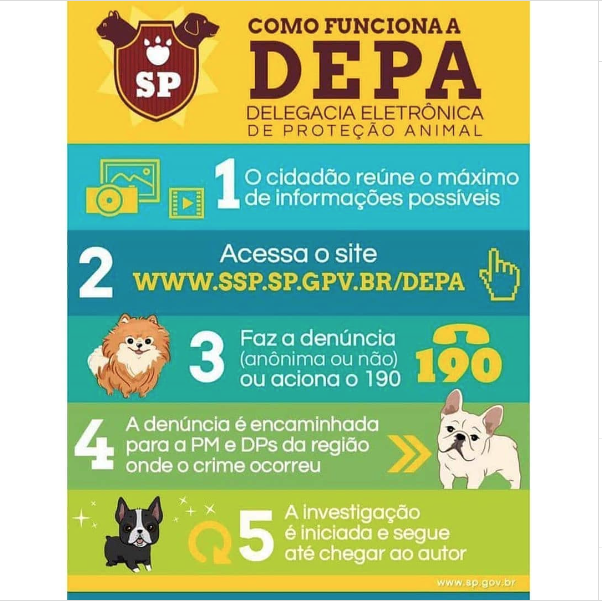 SP
COMO FUNCIONA A
DEPA
DELEGACIA ELETRÔNICA
DE PROTEÇÃO ANIMAL
1
O cidadão reúne o máximo
de informações possíveis
2
Acessa o site
WWW.SSP.SP.GPV.BR/DEPA
3
Faz a denúncia
(anônima ou não)
ou aciona o 190
190
4
A denúncia é encaminhada
para a PM e DPs da região
onde o crime ocorreu
5
A investigação
é iniciada e segue
até chegar ao autor
www.sp.gov.br